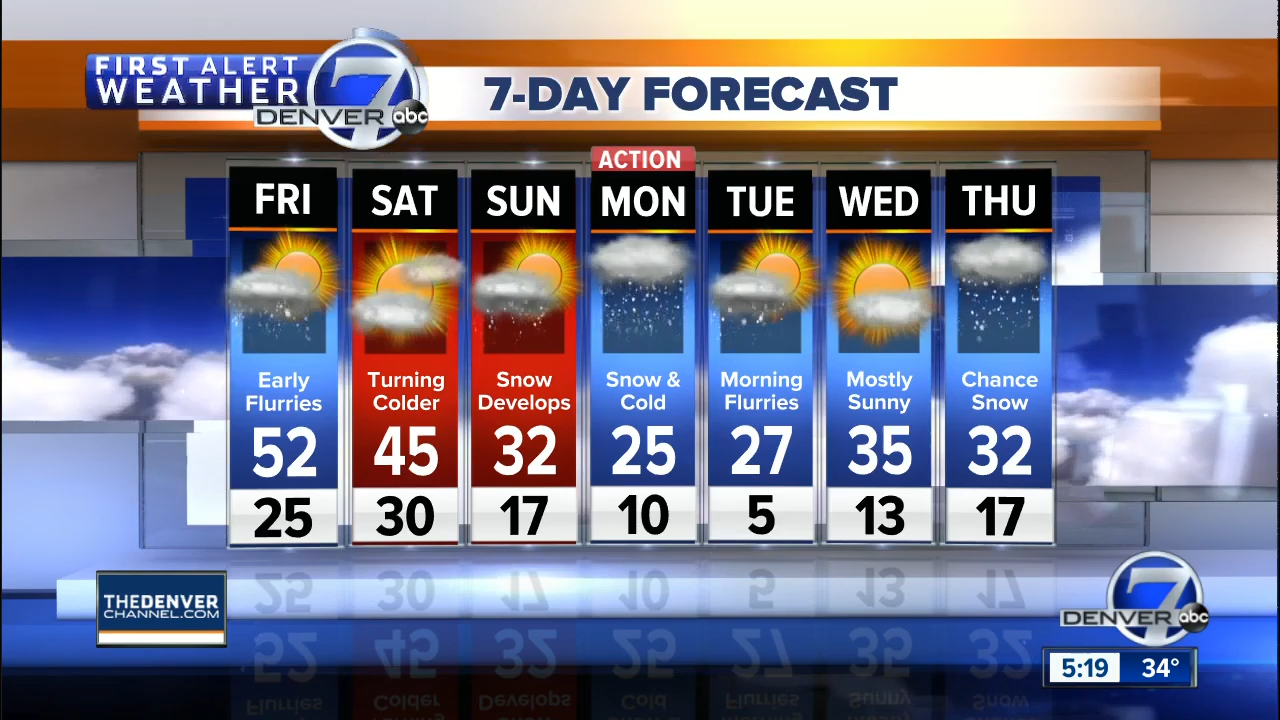 FIRST ALERT
WEATHER
7
DENVER abc
7-DAY FORECAST
ACTION
FRI SAT SUN MON TUE WED THU
Early Turning Snow Snow & Morning Mostly Chance
Flurries Colder Develops Cold Flurries Sunny Snow
52 45 32 25 27 35 32
25 30 17 10 5 13 17
THEDENVER
CHANNEL.COM
7
DENVER abc
5:19 34°